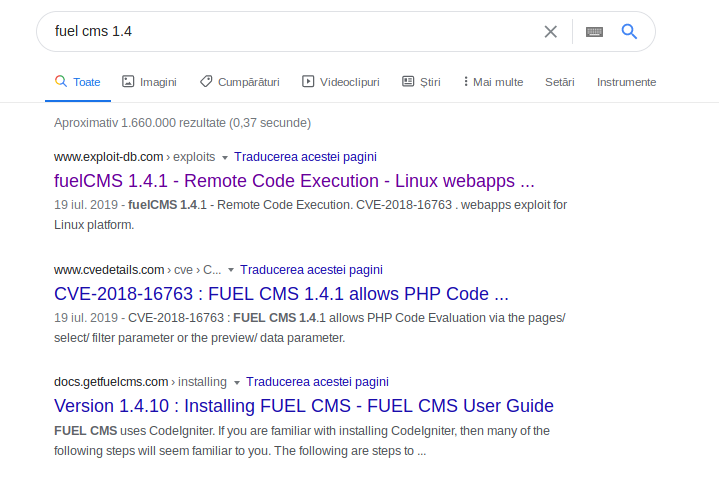 fuel cms 1.4
Toate Imagini Cumpărături Videoclipuri Știri Mai multe Setări Instrumente
Aproximativ 1.660.000 rezultate (0,37 secunde)
www.exploit-db.com › exploits Traducerea acestei pagini
fuelCMS 1.4.1 - Remote Code Execution - Linux webapps ...
19 iul. 2019 - fuelCMS 1.4.1 - Remote Code Execution. CVE-2018-16763 . webapps exploit for
Linux platform.
www.cvedetails.com › cve › C... Traducerea acestei pagini
CVE-2018-16763 : FUEL CMS 1.4.1 allows PHP Code ...
19 iul. 2019 - CVE-2018-16763 : FUEL CMS 1.4.1 allows PHP Code Evaluation via the pages/
select/ filter parameter or the preview/ data parameter.
docs.getfuelcms.com › installing Traducerea acestei pagini
Version 1.4.10 : Installing FUEL CMS - FUEL CMS User Guide
FUEL CMS uses CodeIgniter. If you are familiar with installing CodeIgniter, then many of the
following steps will seem familiar to you. The following are steps to ...